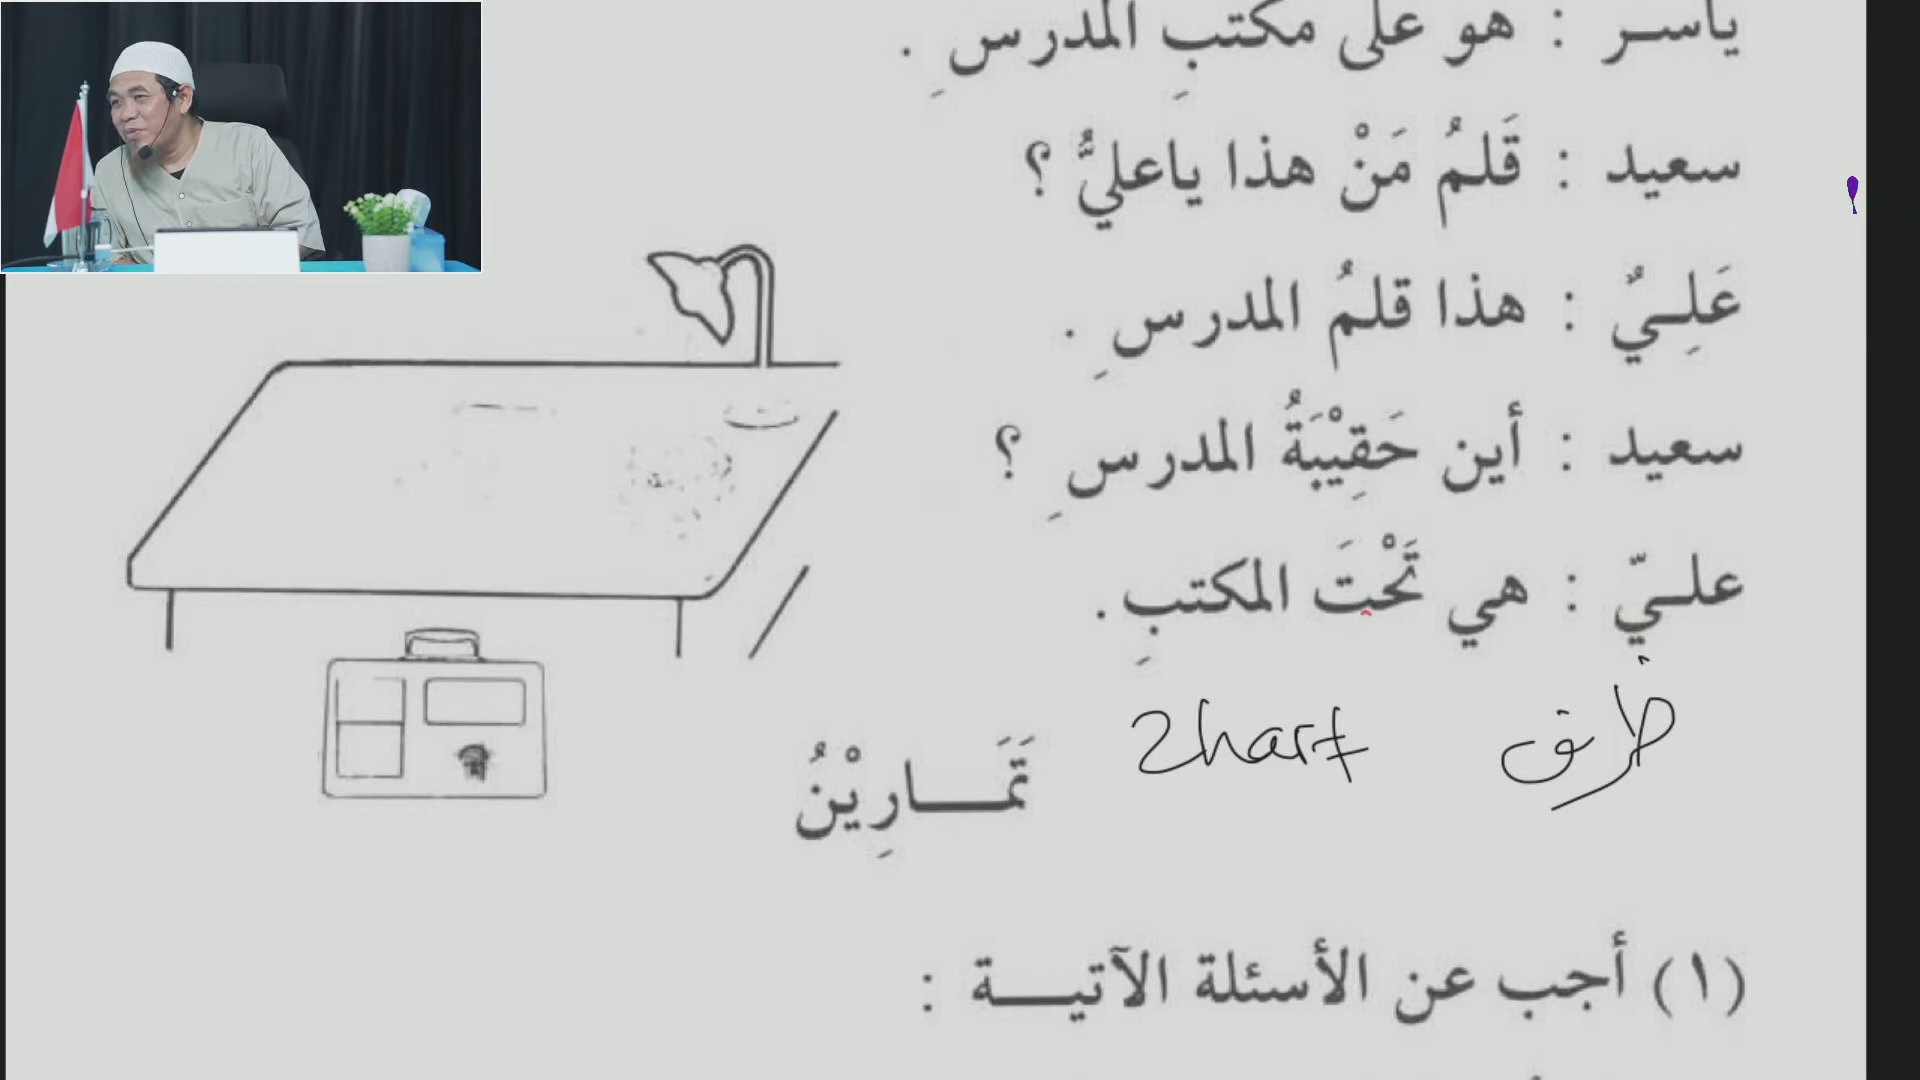 ياسر : هو على مكتبِ المدرسِ .
سعيد : قَلمُ مَنْ هذا ياعليُّ ؟
عَلِيٌ : هذا قلمُ المدرسِ .
سعيد : أين حَقِيْبَةُ المدرسِ ؟
عليّ : هي تَحْتَ المكتبِ .
ظرف zharf
تَمَارِيْنُ
(١) أجب عن الأسئلة الآتية :